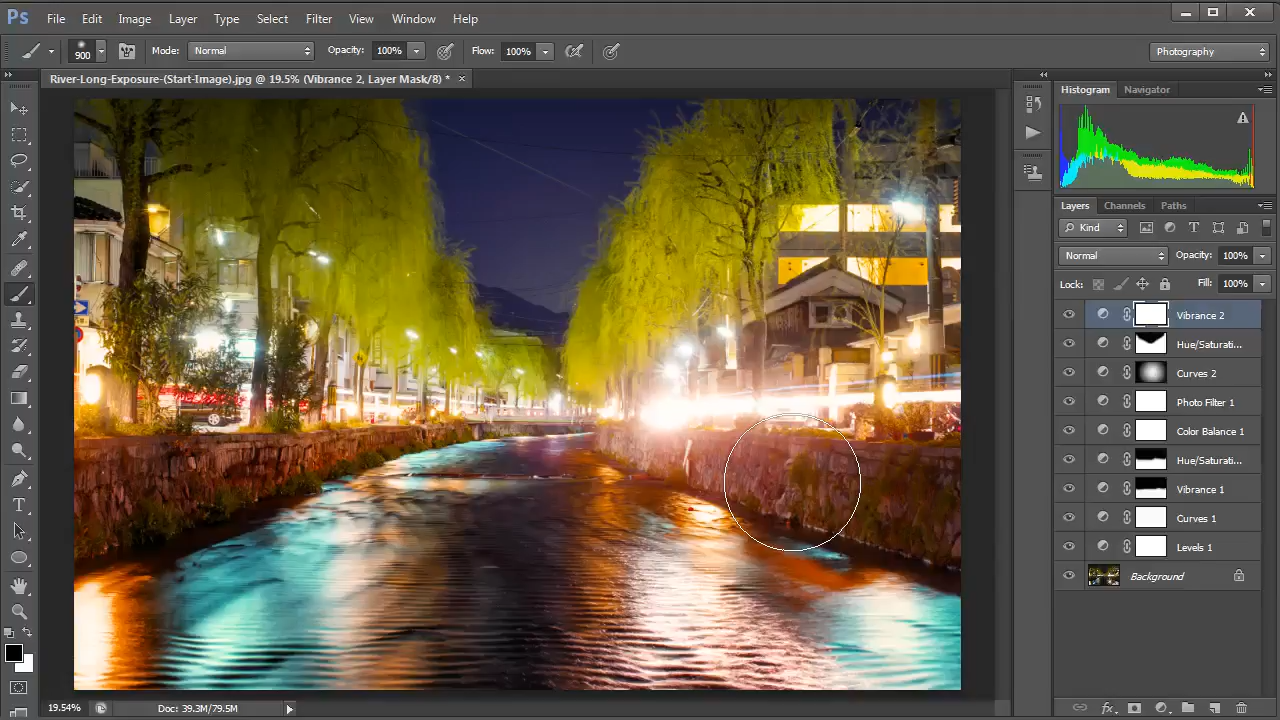 Ps File Edit Image Layer Type Select Filter View Window Help
900 Mode: Normal Opacity: 100% Flow: 100% Photography
River-Long-Exposure-(Start-Image).jpg @ 19.5% (Vibrance 2, Layer Mask/8) *
Histogram Navigator
Layers Channels Paths
Kind
Normal Opacity: 100%
Lock: Fill: 100%
Vibrance 2
Hue/Saturati...
Curves 2
Photo Filter 1
Color Balance 1
Hue/Saturati...
Vibrance 1
Curves 1
Levels 1
Background
19.54% Doc: 39.3M/79.5M
fx